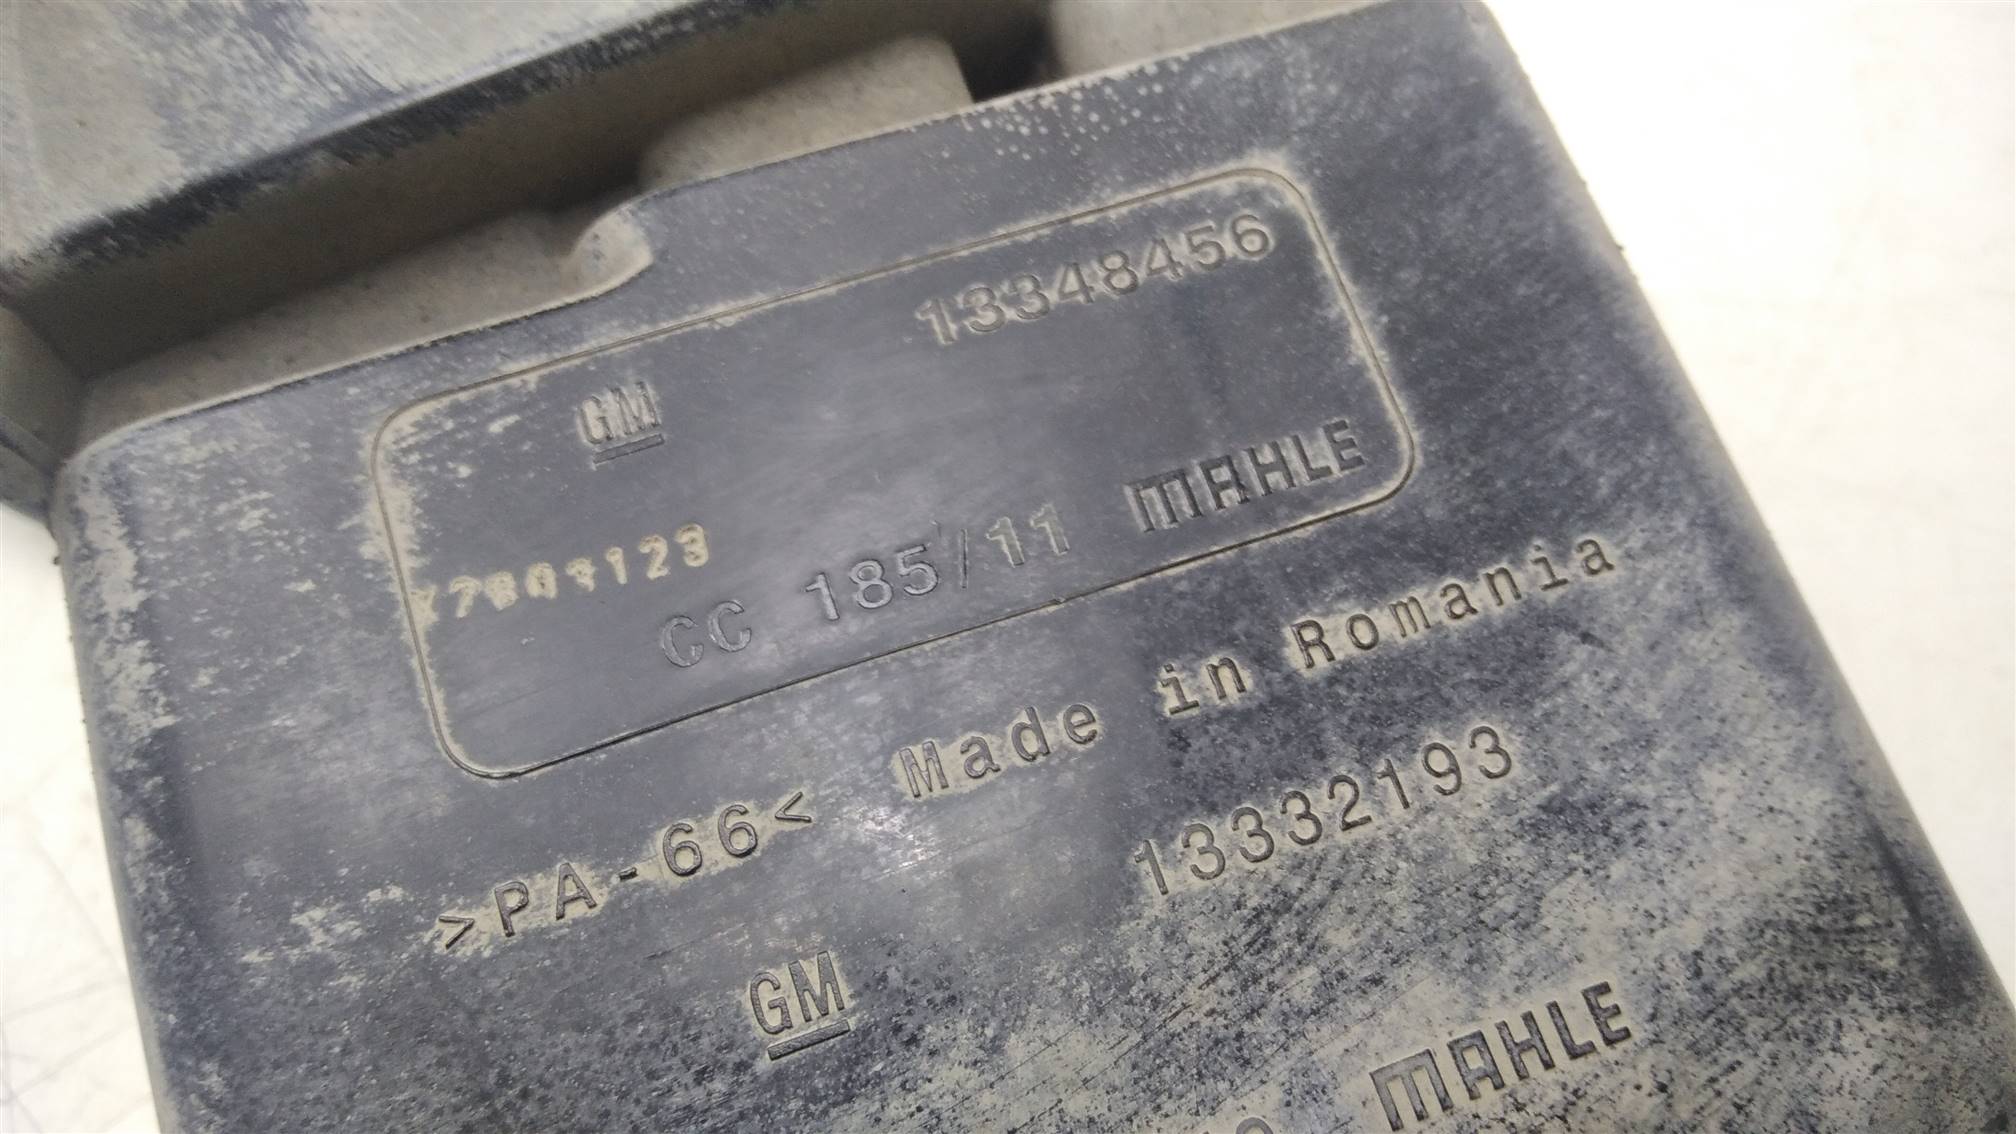 13348456
GM
CC 185/11 MAHLE
>PA-66< Made in Romania
13332193
GM
MAHLE